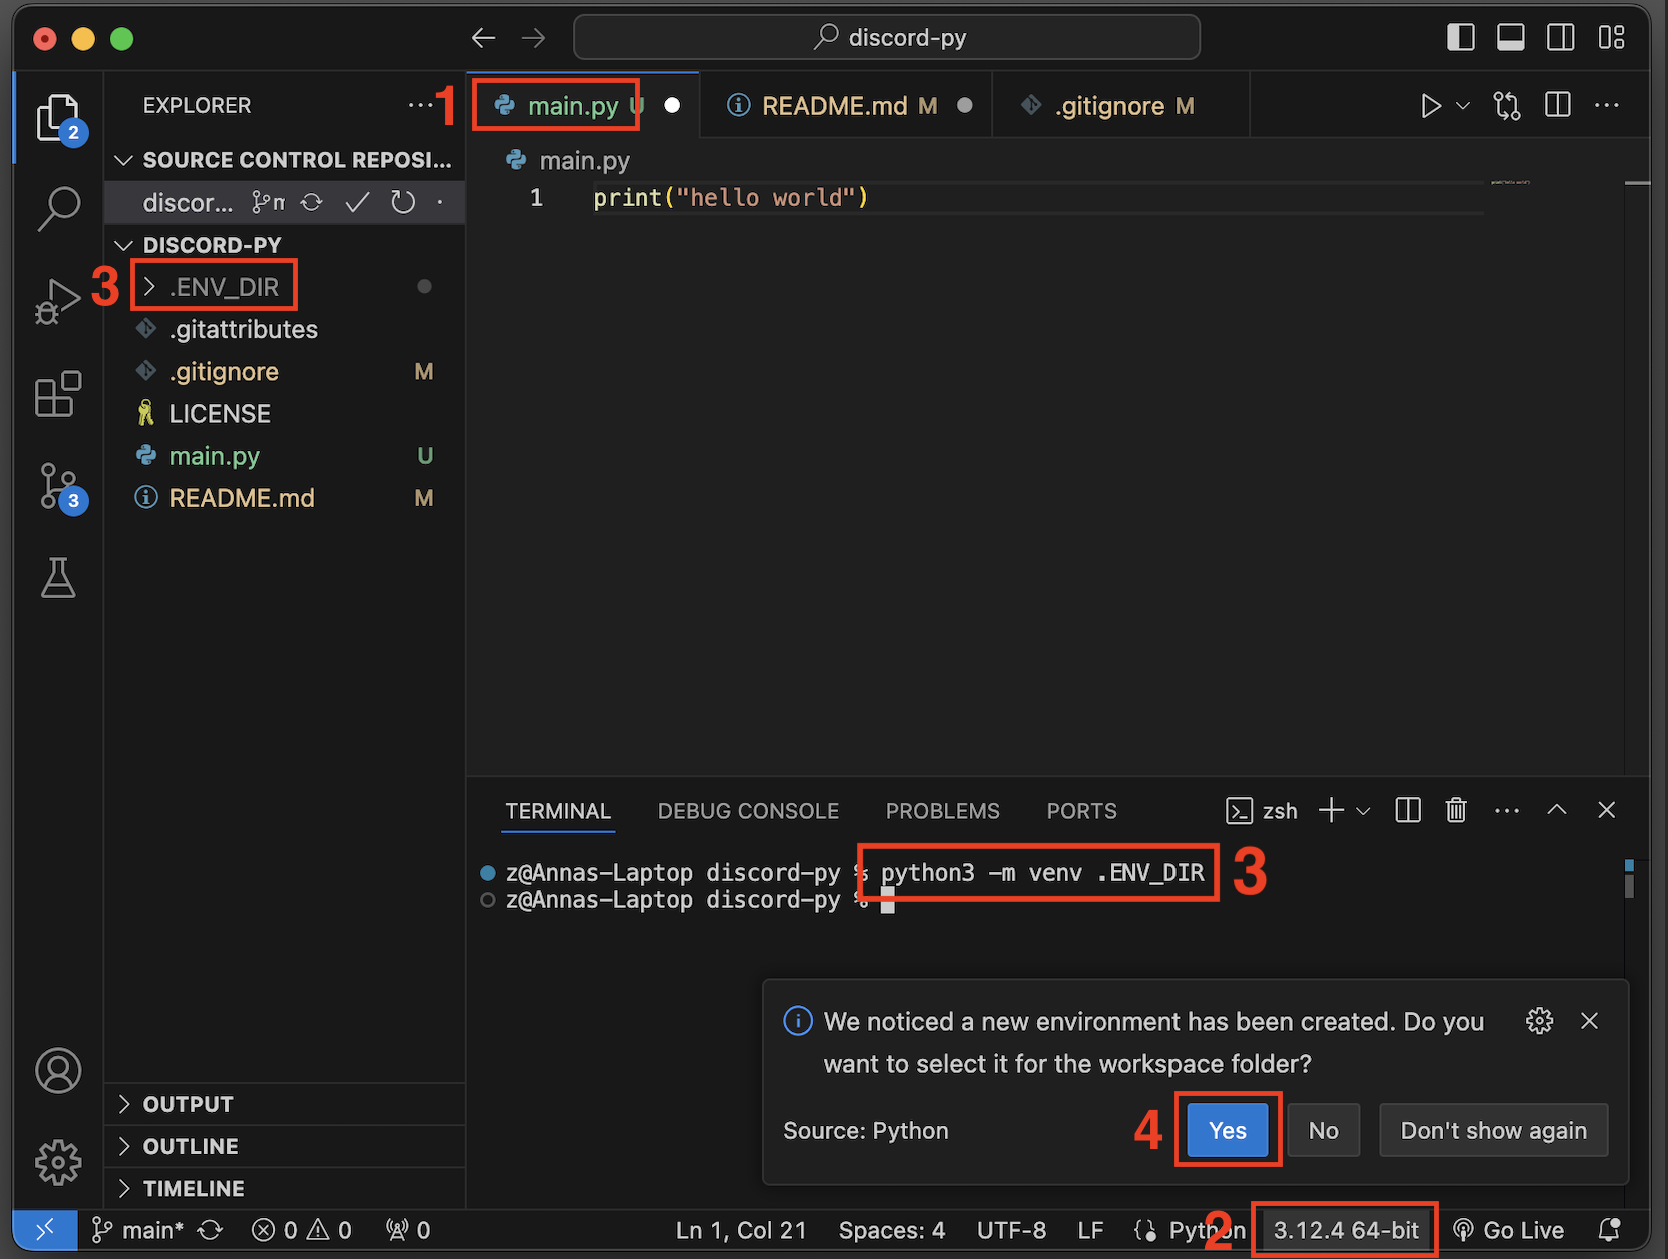 discord-py
EXPLORER
1
main.py U
README.md M
.gitignore M
SOURCE CONTROL REPOSI...
discor...
main.py
1 print("hello world")
DISCORD-PY
3
.ENV_DIR
.gitattributes
.gitignore M
LICENSE
main.py U
README.md M
2
3
TERMINAL DEBUG CONSOLE PROBLEMS PORTS zsh
z@Annas-Laptop discord-py % python3 -m venv .ENV_DIR
3
z@Annas-Laptop discord-py %
We noticed a new environment has been created. Do you
want to select it for the workspace folder?
Source: Python
4
Yes No Don't show again
OUTPUT
OUTLINE
TIMELINE
main* 0 0 0 Ln 1, Col 21 Spaces: 4 UTF-8 LF Python 2 3.12.4 64-bit Go Live